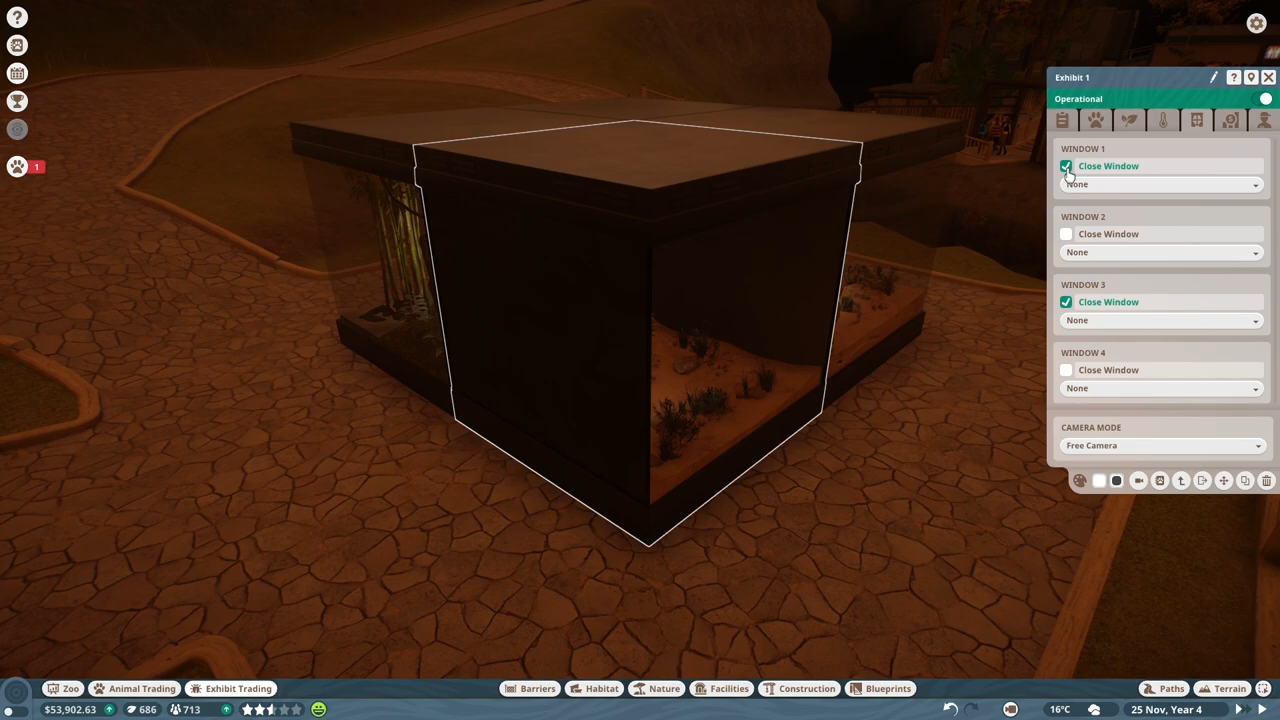 Exhibit 1
Operational
WINDOW 1
Close Window
None
WINDOW 2
Close Window
None
WINDOW 3
Close Window
None
WINDOW 4
Close Window
None
CAMERA MODE
Free Camera
1
Zoo
Animal Trading
Exhibit Trading
Barriers
Habitat
Nature
Facilities
Construction
Blueprints
Paths
Terrain
$53,902.63
686
713
16°C
25 Nov, Year 4